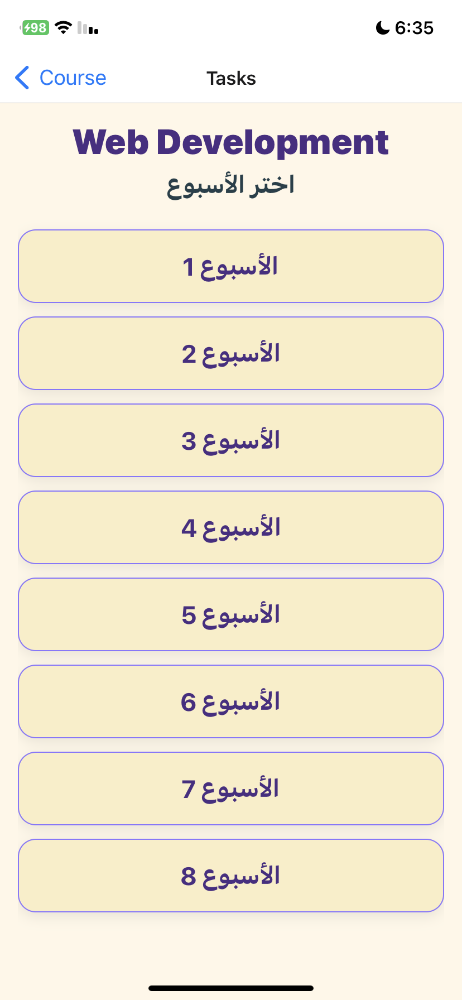 98
6:35
Course
Tasks
Web Development
اختر الأسبوع
الأسبوع 1
الأسبوع 2
الأسبوع 3
الأسبوع 4
الأسبوع 5
الأسبوع 6
الأسبوع 7
الأسبوع 8